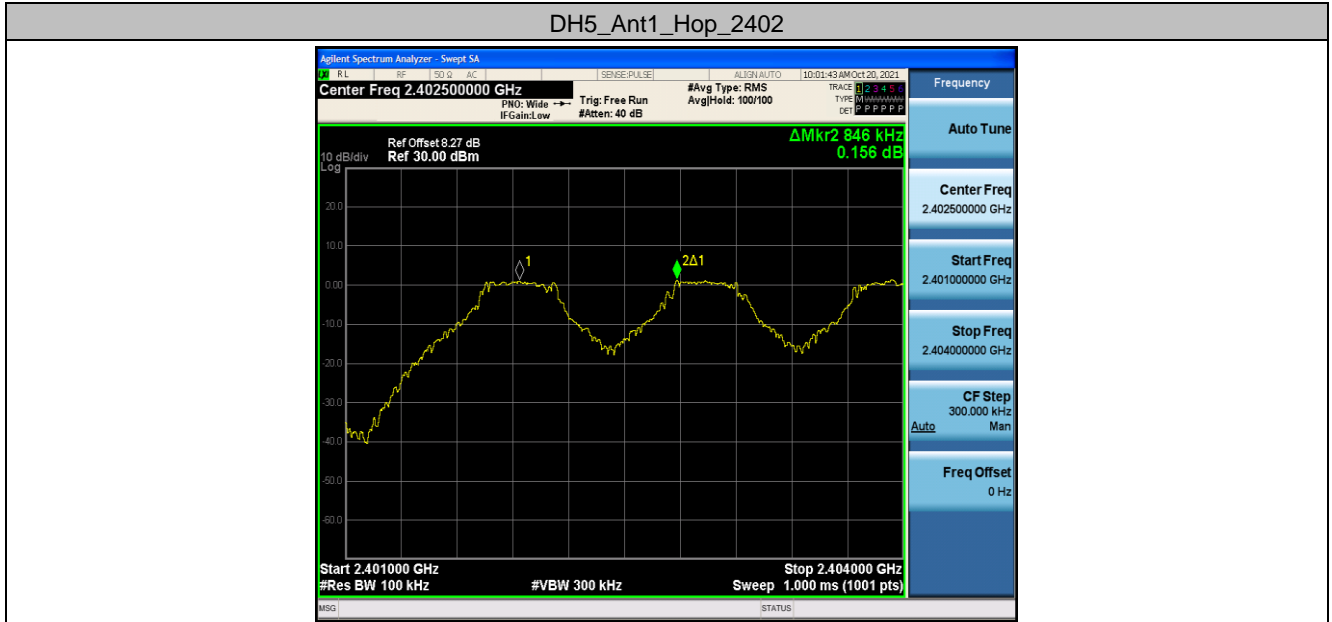 DH5_Ant1_Hop_2402
Agilent Spectrum Analyzer - Swept SA
RL RF 50 Ω AC SENSE:PULSE ALIGN AUTO 10:01:43 AM Oct 20, 2021
Center Freq 2.402500000 GHz
PNO: Wide
IFGain:Low
Trig: Free Run
#Atten: 40 dB
#Avg Type: RMS
Avg|Hold: 100/100
TRACE 1 2 3 4 5 6
TYPE M WWWWW
DET P P P P P P
Frequency
Auto Tune
Center Freq
2.402500000 GHz
Start Freq
2.401000000 GHz
Stop Freq
2.404000000 GHz
CF Step
300.000 kHz
Auto Man
Freq Offset
0 Hz
ΔMkr2 846 kHz
0.156 dB
Ref Offset 8.27 dB
10 dB/div Ref 30.00 dBm
Log
20.0
10.0
0.00
-10.0
-20.0
-30.0
-40.0
-50.0
-60.0
1
2Δ1
Start 2.401000 GHz Stop 2.404000 GHz
#Res BW 100 kHz #VBW 300 kHz Sweep 1.000 ms (1001 pts)
MSG STATUS